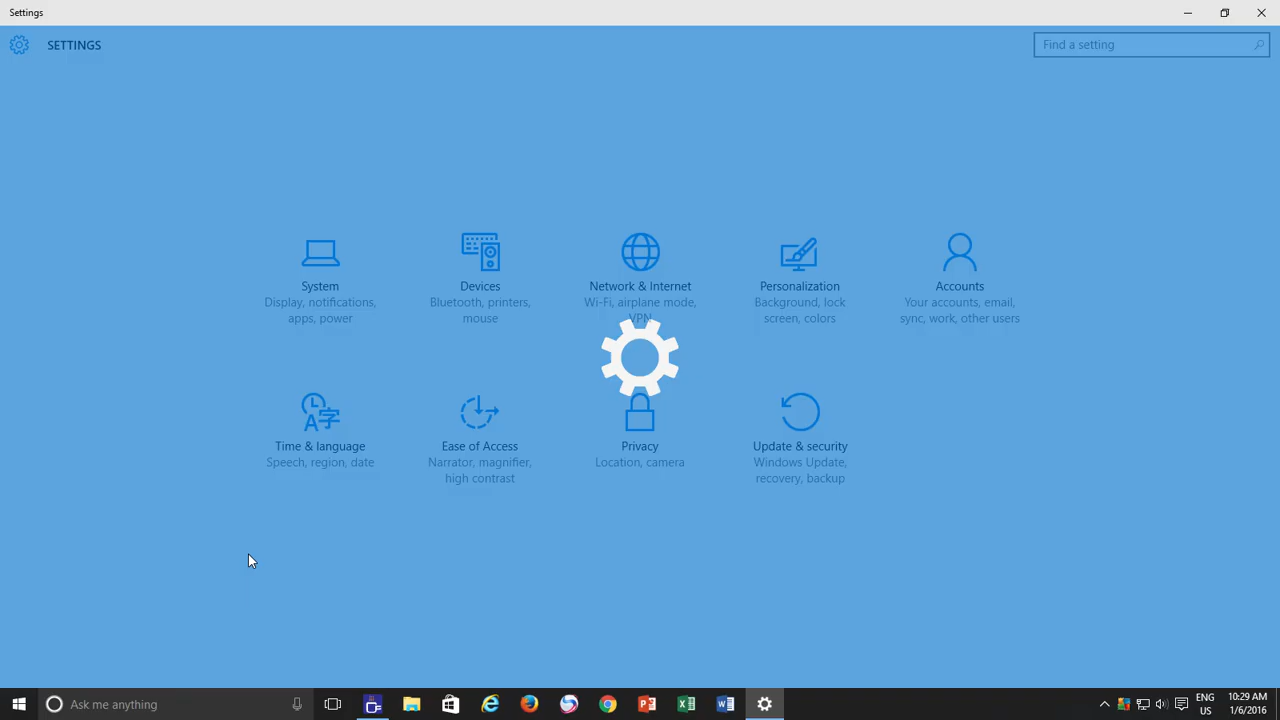 Settings
SETTINGS
Find a setting
System
Display, notifications,
apps, power
Devices
Bluetooth, printers,
mouse
Network & Internet
Wi-Fi, airplane mode,
VPN
Personalization
Background, lock
screen, colors
Accounts
Your accounts, email,
sync, work, other users
A字
Time & language
Speech, region, date
Ease of Access
Narrator, magnifier,
high contrast
Privacy
Location, camera
Update & security
Windows Update,
recovery, backup
Ask me anything
ENG
US
10:29 AM
1/6/2016